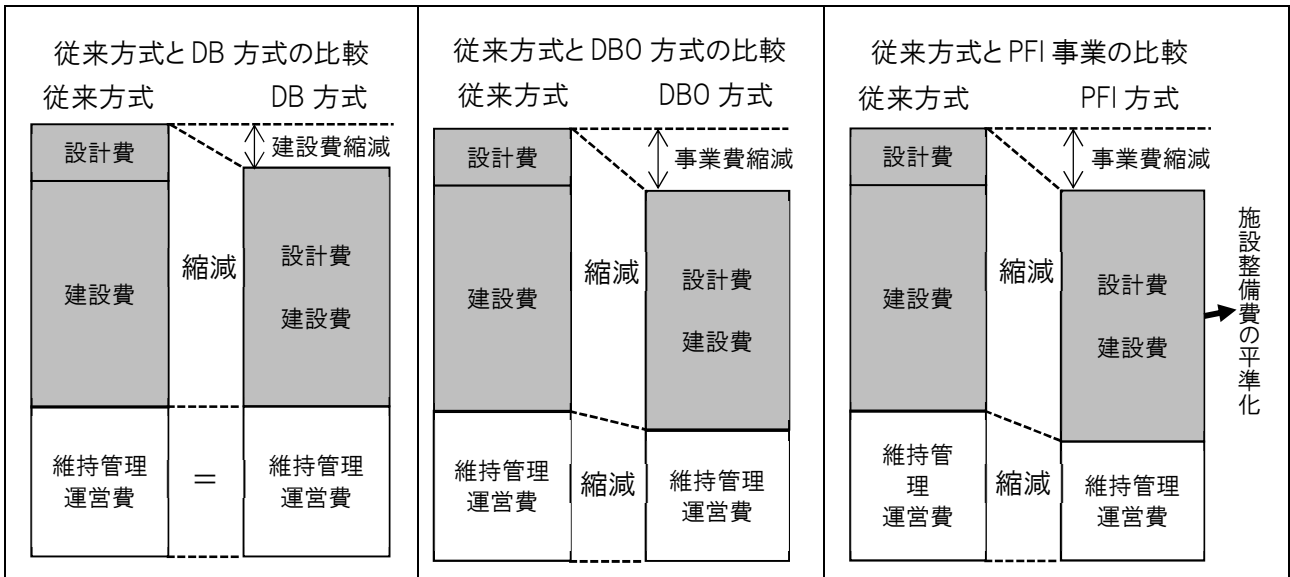 従来方式とDB 方式の比較
従来方式
DB 方式
設計費
建設費縮減
建設費
縮減
設計費
建設費
維持管理
運営費
＝
維持管理
運営費
従来方式とDBO 方式の比較
従来方式
DBO 方式
設計費
事業費縮減
建設費
縮減
設計費
建設費
維持管理
運営費
縮減
維持管理
運営費
従来方式とPFI 事業の比較
従来方式
PFI 方式
設計費
事業費縮減
建設費
縮減
設計費
建設費
施設整備費の平準化
維持管
理
運営費
縮減
維持管理
運営費